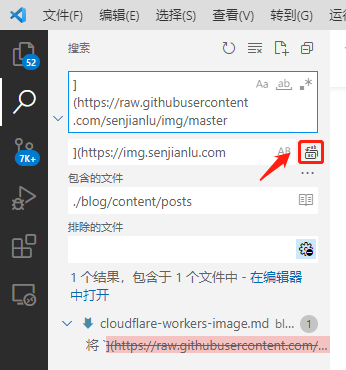 文件(F) 编辑(E) 选择(S) 查看(V) 转到(G) 运
搜索
](https://raw.githubusercontent.com/senjianlu/img/master
Aa ab .*
](https://img.senjianlu.com
AB
包含的文件
./blog/content/posts
排除的文件
1 个结果，包含于 1 个文件中 - 在编辑器
中打开
cloudflare-workers-image.md bl... 1
将 `](https://raw.githubusercontent.com/...
52
7K+